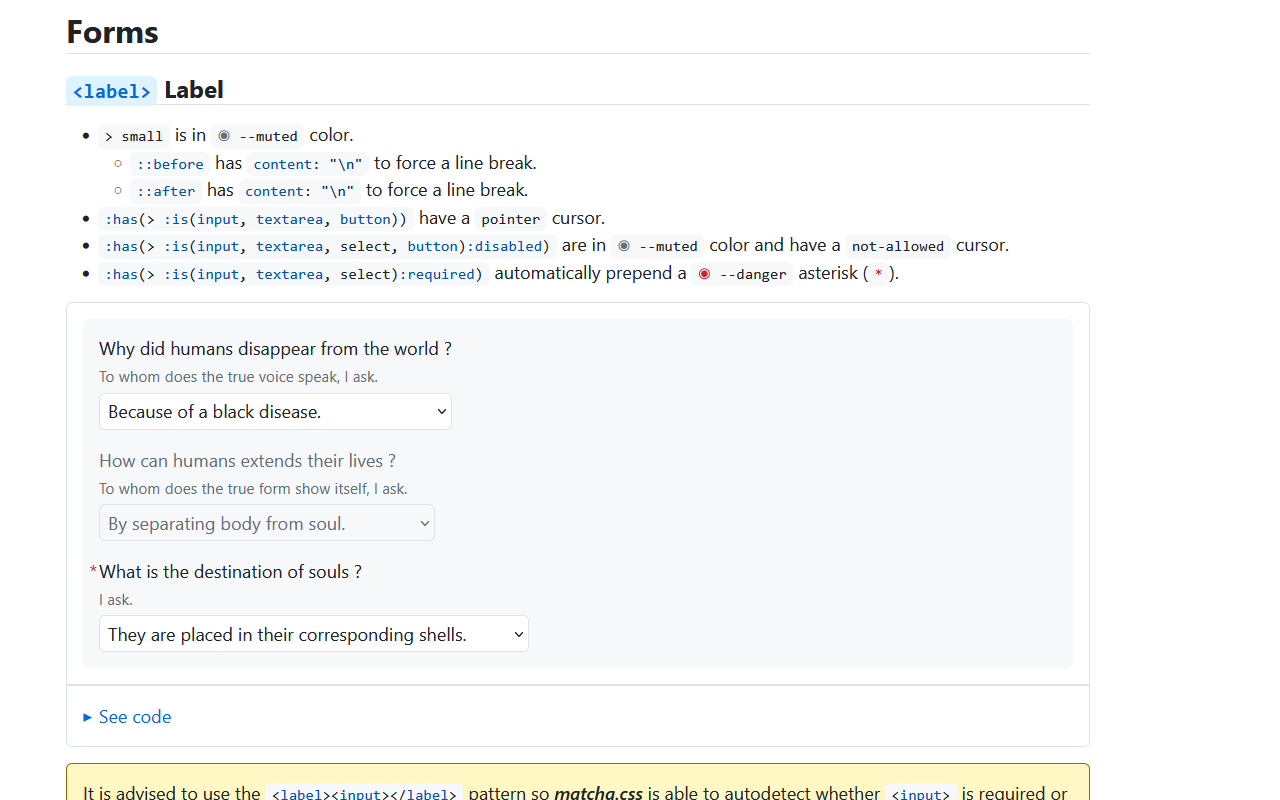 Forms
<label> Label
> small is in ◉ --muted color.
::before has content: "\n" to force a line break.
::after has content: "\n" to force a line break.
:has(> :is(input, textarea, button)) have a pointer cursor.
:has(> :is(input, textarea, select, button):disabled) are in ◉ --muted color and have a not-allowed cursor.
:has(> :is(input, textarea, select):required) automatically prepend a ◉ --danger asterisk ( * ).
Why did humans disappear from the world ?
To whom does the true voice speak, I ask.
Because of a black disease.
How can humans extends their lives ?
To whom does the true form show itself, I ask.
By separating body from soul.
*What is the destination of souls ?
I ask.
They are placed in their corresponding shells.
▸ See code
It is advised to use the <label><input></label> pattern so matcha.css is able to autodetect whether <input> is required or